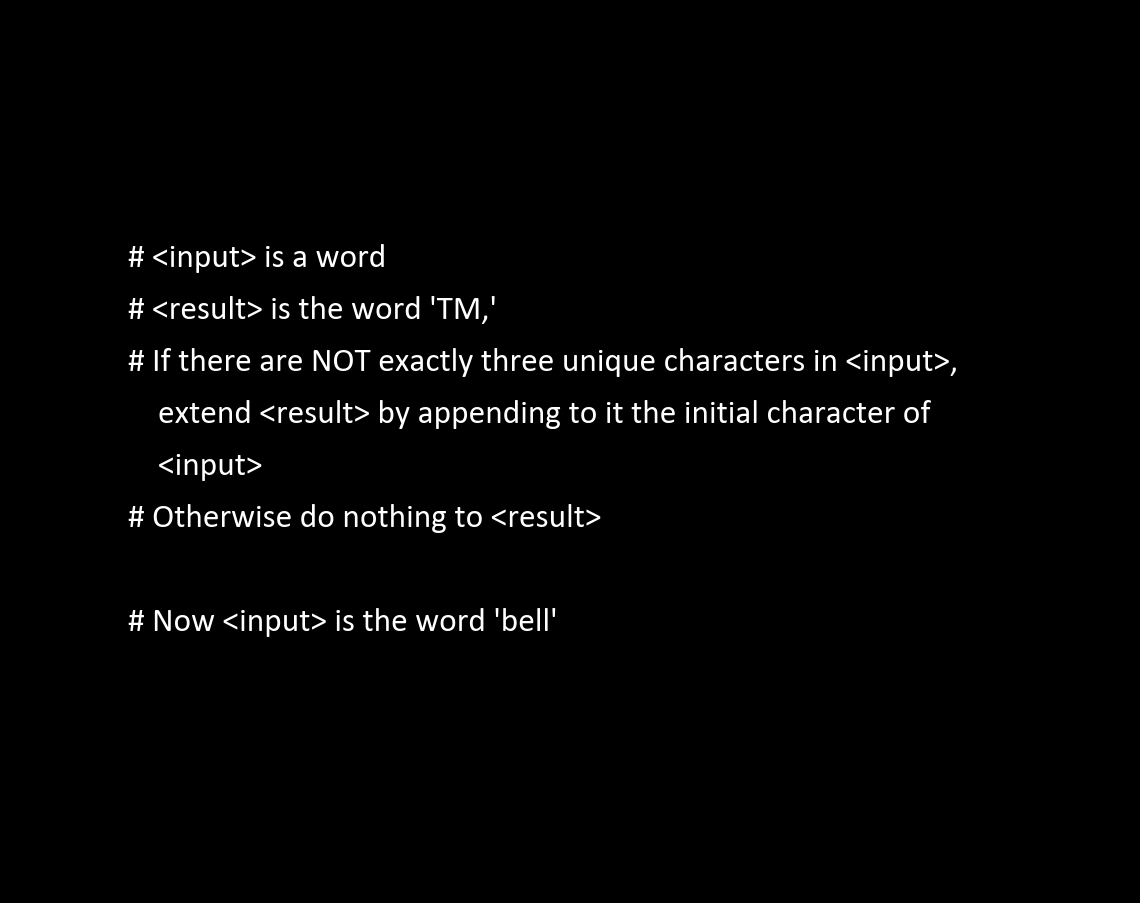 # <input> is a word
# <result> is the word 'TM,'
# If there are NOT exactly three unique characters in <input>,
extend <result> by appending to it the initial character of
<input>
# Otherwise do nothing to <result>
# Now <input> is the word 'bell'